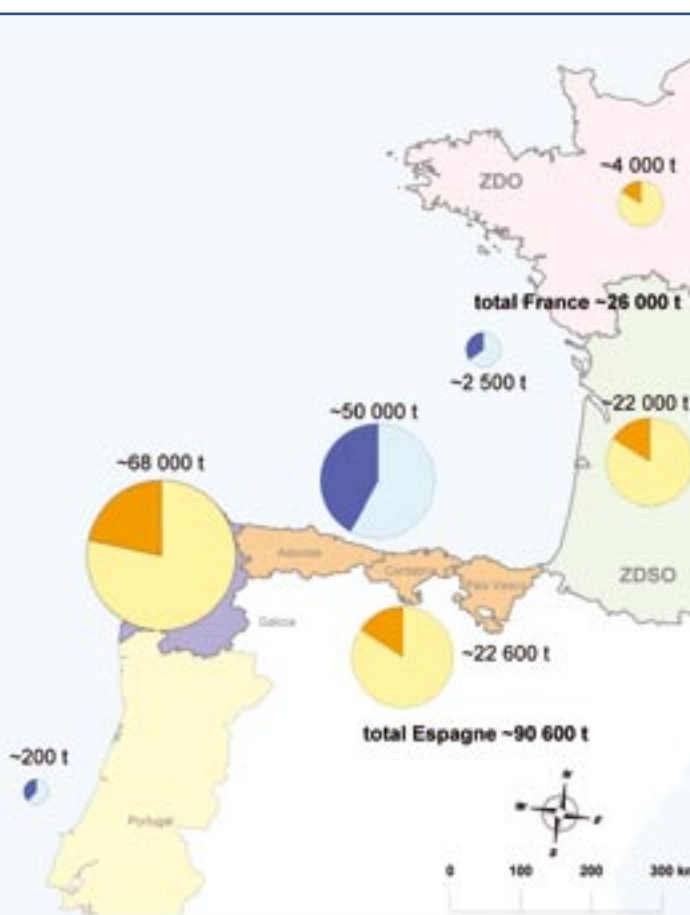 ~4 000 t
ZDO
total France ~26 000 t
~2 500 t
~22 000 t
~50 000 t
~68 000 t
Asturias
Cantabria
País Vasco
ZDSO
Galicia
~22 600 t
total Espagne ~90 600 t
~200 t
Portugal
N
W
E
S
0 100 200 300 km